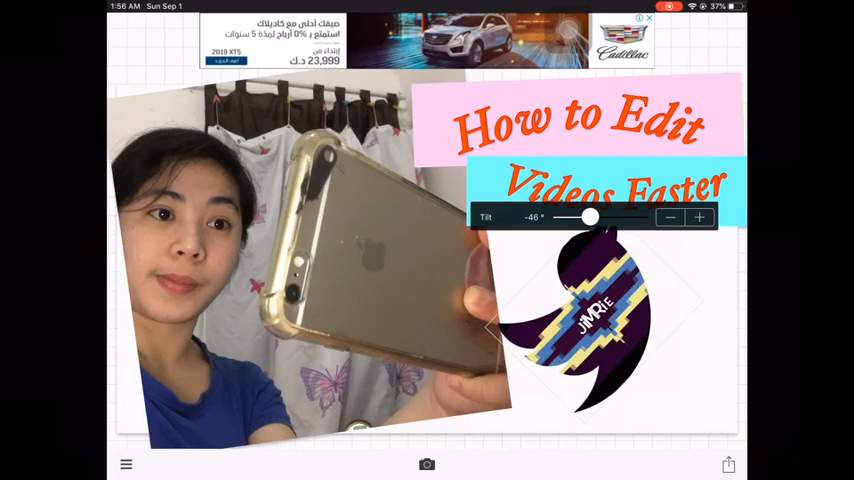 1:56 AM Sun Sep 1
37%
صيفك أحلى مع كاديلاك
استمتع بـ 0% أرباح لمدة 5 سنوات
2019 XT5
ابتداءً من
23,999 د.ك
Cadillac
How to Edit
Videos Faster
Tilt -46 °
JiMRiE